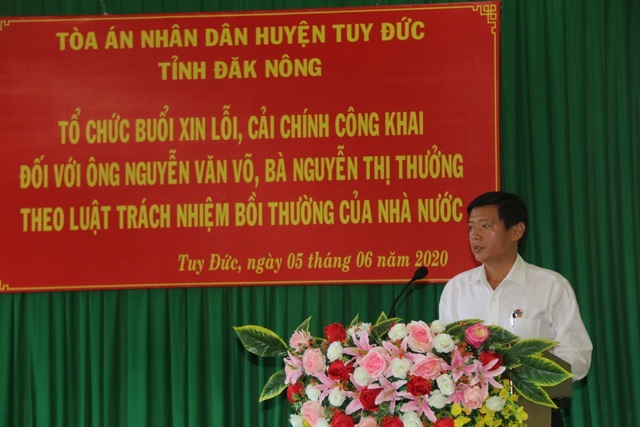 TÒA ÁN NHÂN DÂN HUYỆN TUY ĐỨC
TỈNH ĐĂK NÔNG
TỔ CHỨC BUỔI XIN LỖI, CẢI CHÍNH CÔNG KHAI
ĐỐI VỚI ÔNG NGUYỄN VĂN VÕ, BÀ NGUYỄN THỊ THƯỞNG
THEO LUẬT TRÁCH NHIỆM BỒI THƯỜNG CỦA NHÀ NƯỚC
Tuy Đức, ngày 05 tháng 06 năm 2020